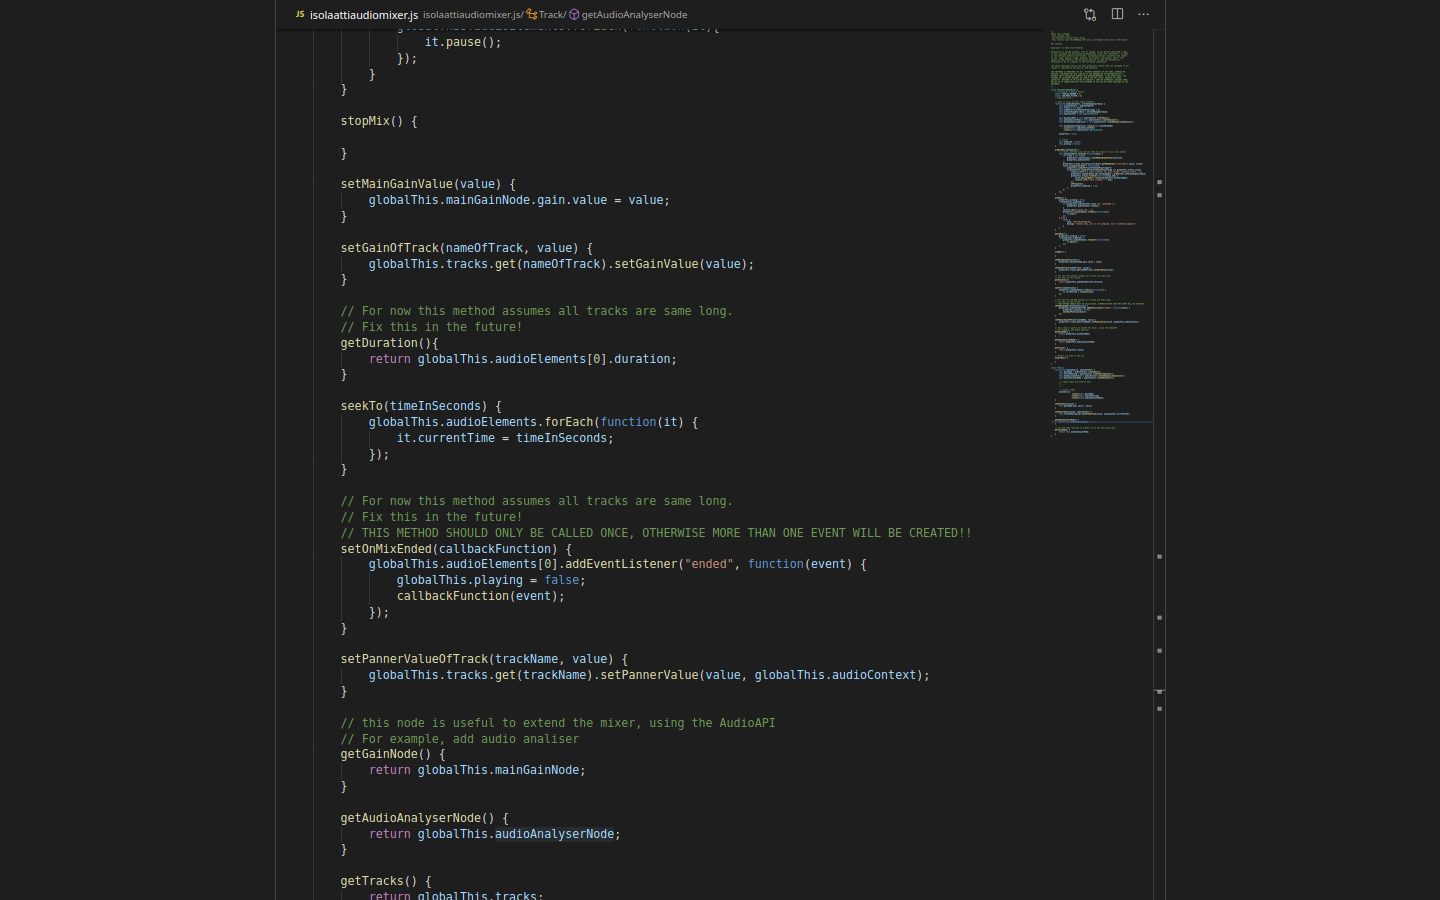 JS isolaattiaudiomixer.js isolaattiaudiomixer.js/ Track/ getAudioAnalyserNode
it.pause();
});
}
}
stopMix() {
}
setMainGainValue(value) {
globalThis.mainGainNode.gain.value = value;
}
setGainOfTrack(nameOfTrack, value) {
globalThis.tracks.get(nameOfTrack).setGainValue(value);
}
// For now this method assumes all tracks are same long.
// Fix this in the future!
getDuration(){
return globalThis.audioElements[0].duration;
}
seekTo(timeInSeconds) {
globalThis.audioElements.forEach(function(it) {
it.currentTime = timeInSeconds;
});
}
// For now this method assumes all tracks are same long.
// Fix this in the future!
// THIS METHOD SHOULD ONLY BE CALLED ONCE, OTHERWISE MORE THAN ONE EVENT WILL BE CREATED!!
setOnMixEnded(callbackFunction) {
globalThis.audioElements[0].addEventListener("ended", function(event) {
globalThis.playing = false;
callbackFunction(event);
});
}
setPannerValueOfTrack(trackName, value) {
globalThis.tracks.get(trackName).setPannerValue(value, globalThis.audioContext);
}
// this node is useful to extend the mixer, using the AudioAPI
// For example, add audio analiser
getGainNode() {
return globalThis.mainGainNode;
}
getAudioAnalyserNode() {
return globalThis.audioAnalyserNode;
}
getTracks() {
return globalThis.tracks;